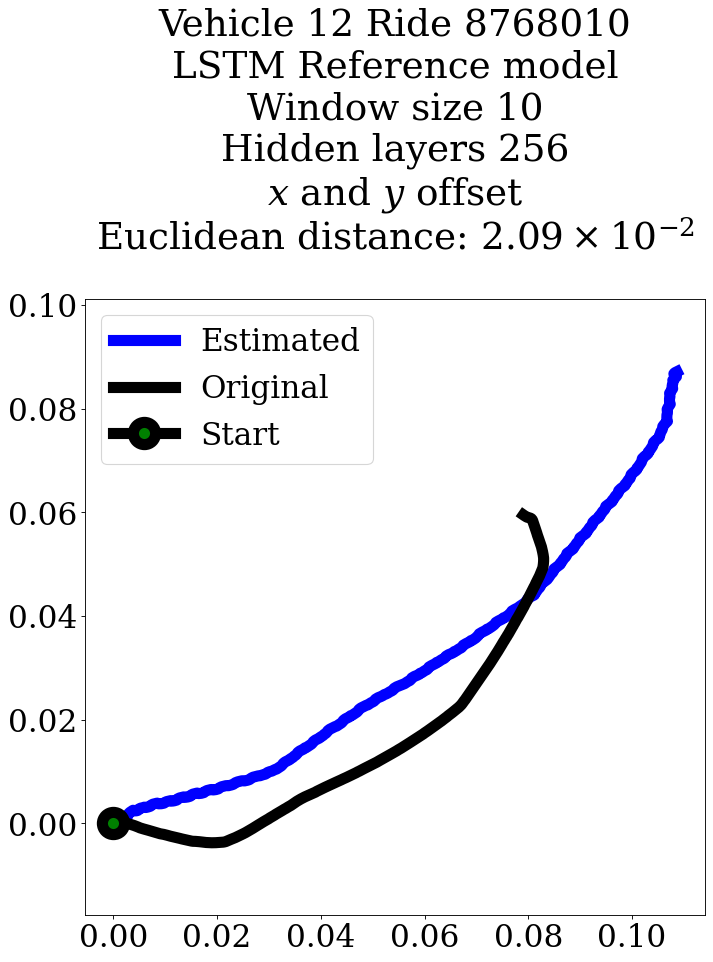 Vehicle 12 Ride 8768010
LSTM Reference model
Window size 10
Hidden layers 256
x and y offset
Euclidean distance: 2.09 × 10⁻²
Estimated
Original
Start
0.10
0.08
0.06
0.04
0.02
0.00
0.00 0.02 0.04 0.06 0.08 0.10